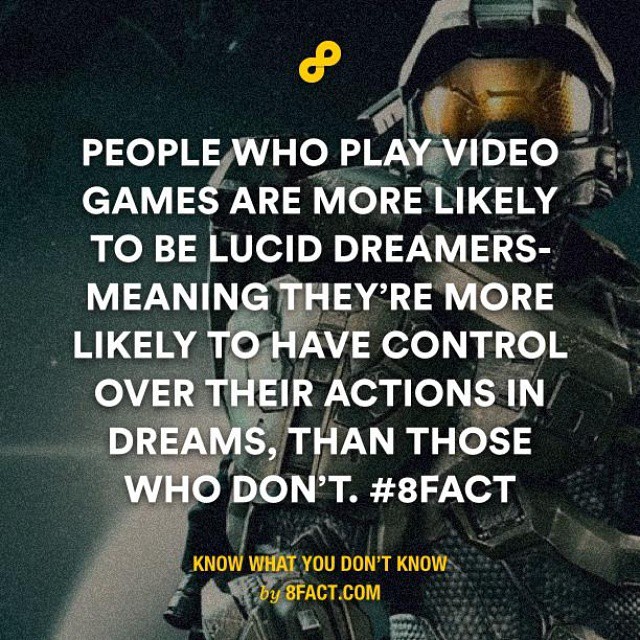 PEOPLE WHO PLAY VIDEO
GAMES ARE MORE LIKELY
TO BE LUCID DREAMERS-
MEANING THEY’RE MORE
LIKELY TO HAVE CONTROL
OVER THEIR ACTIONS IN
DREAMS, THAN THOSE
WHO DON’T. #8FACT
KNOW WHAT YOU DON’T KNOW
by 8FACT.COM